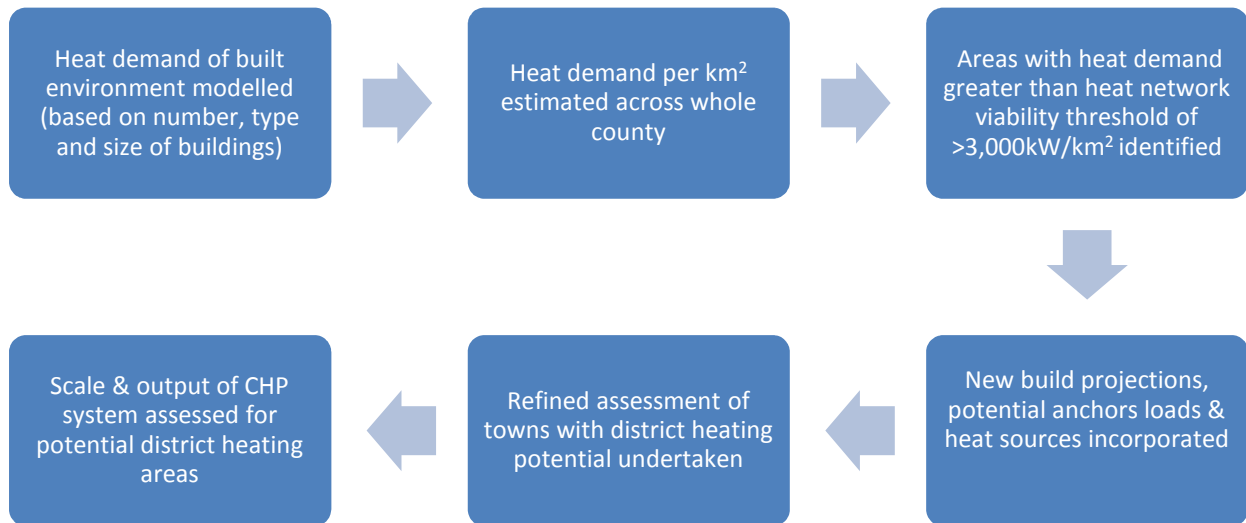 Heat demand of built
environment modelled
(based on number, type
and size of buildings)
Heat demand per km²
estimated across whole
county
Areas with heat demand
greater than heat network
viability threshold of
>3,000kW/km² identified
New build projections,
potential anchors loads &
heat sources incorporated
Refined assessment of
towns with district heating
potential undertaken
Scale & output of CHP
system assessed for
potential district heating
areas